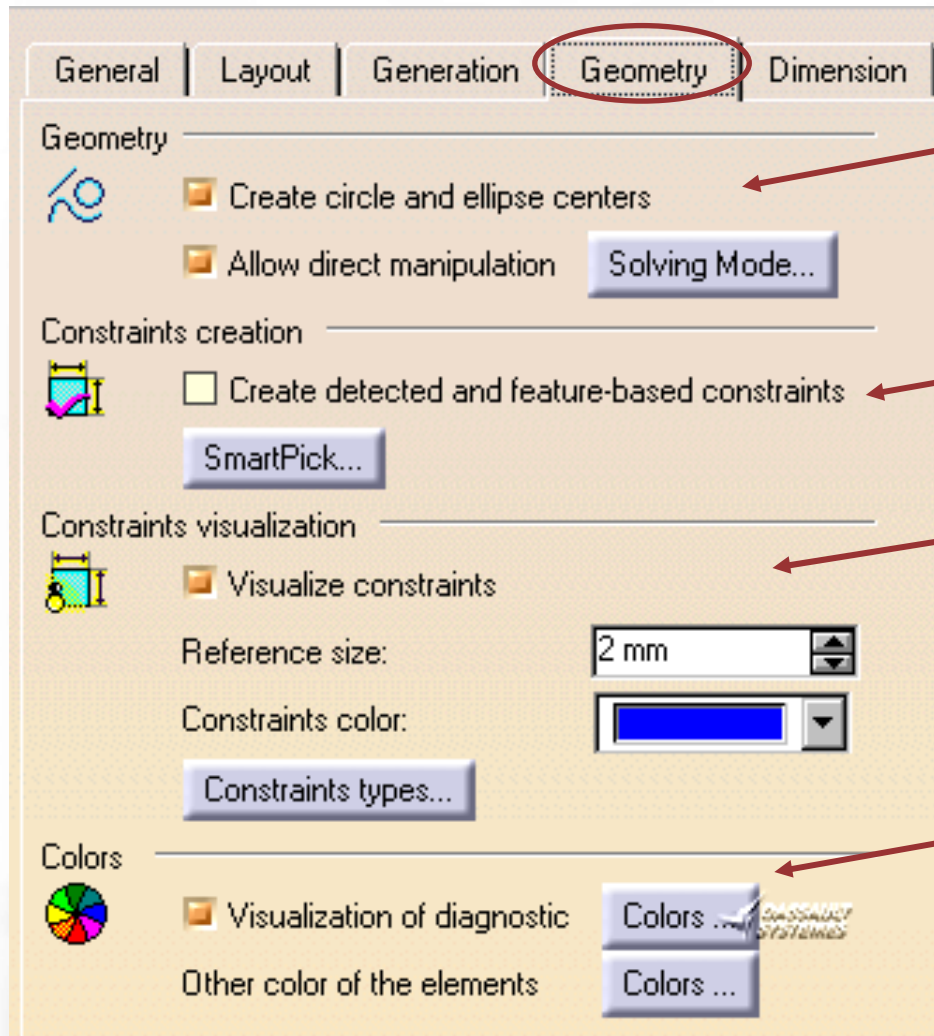 General Layout Generation Geometry Dimension
Geometry
Create circle and ellipse centers
Allow direct manipulation Solving Mode...
Constraints creation
Create detected and feature-based constraints
SmartPick...
Constraints visualization
Visualize constraints
Reference size: 2 mm
Constraints color:
Constraints types...
Colors
Visualization of diagnostic Colors ...
DASSAULT
SYSTEMES
Other color of the elements Colors ...